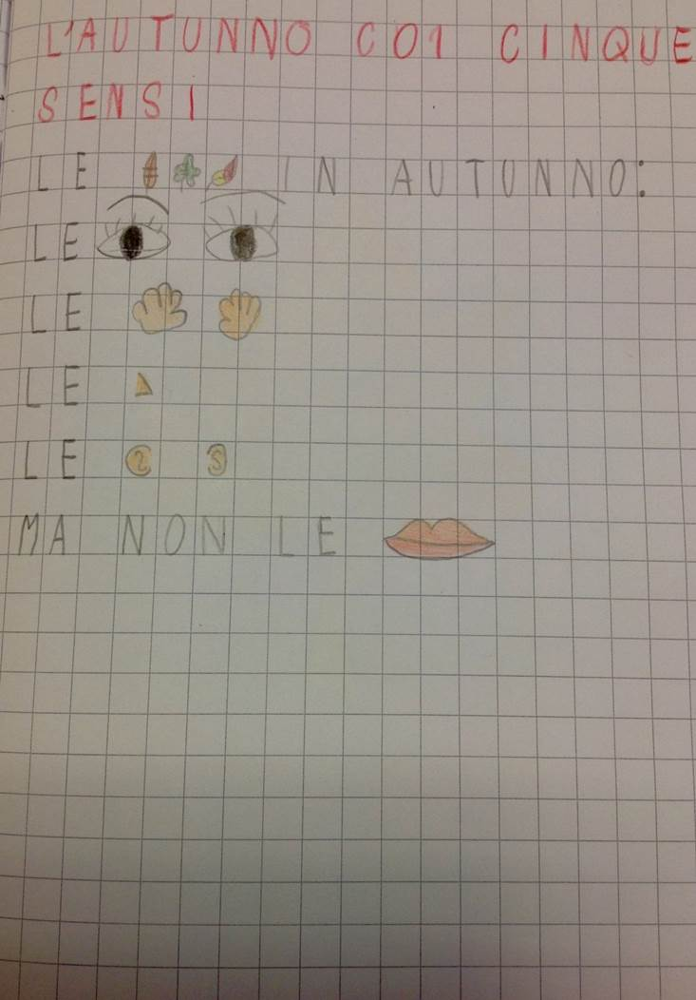 L'AUTUNNO COI CINQUE
SENSI
LE IN AUTUNNO:
LE
LE
LE
LE
MA NON LE